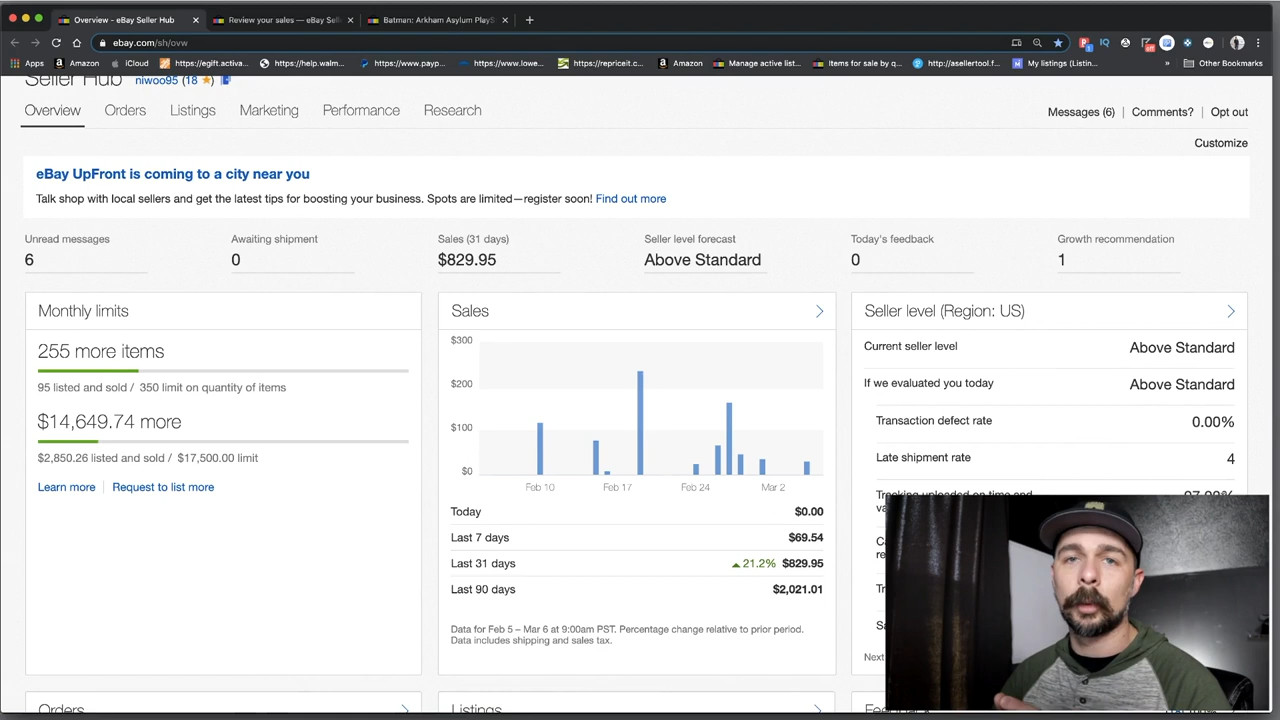 Overview - eBay Seller Hub
Review your sales — eBay Sell
Batman: Arkham Asylum PlayS
ebay.com/sh/ovw
Apps
Amazon
iCloud
https://egift.activa...
https://help.walm...
https://www.payp...
https://www.lowe...
https://repriceit.c...
Amazon
Manage active list...
Items for sale by q...
http://asellertool.f...
My listings (Listin...
»
Other Bookmarks
Seller Hub niwoo95 (18
Overview Orders Listings Marketing Performance Research
Messages (6) | Comments? | Opt out
Customize
eBay UpFront is coming to a city near you
Talk shop with local sellers and get the latest tips for boosting your business. Spots are limited—register soon! Find out more
Unread messages
6
Awaiting shipment
0
Sales (31 days)
$829.95
Seller level forecast
Above Standard
Today's feedback
0
Growth recommendation
1
Monthly limits
255 more items
95 listed and sold / 350 limit on quantity of items
$14,649.74 more
$2,850.26 listed and sold / $17,500.00 limit
Learn more | Request to list more
Sales
$300
$200
$100
$0
Feb 10 Feb 17 Feb 24 Mar 2
Today $0.00
Last 7 days $69.54
Last 31 days 21.2% $829.95
Last 90 days $2,021.01
Data for Feb 5 – Mar 6 at 9:00am PST. Percentage change relative to prior period.
Data includes shipping and sales tax.
Seller level (Region: US)
Current seller level Above Standard
If we evaluated you today Above Standard
Transaction defect rate 0.00%
Late shipment rate 4
Tracking uploaded on time and
Next
Orders
Listings